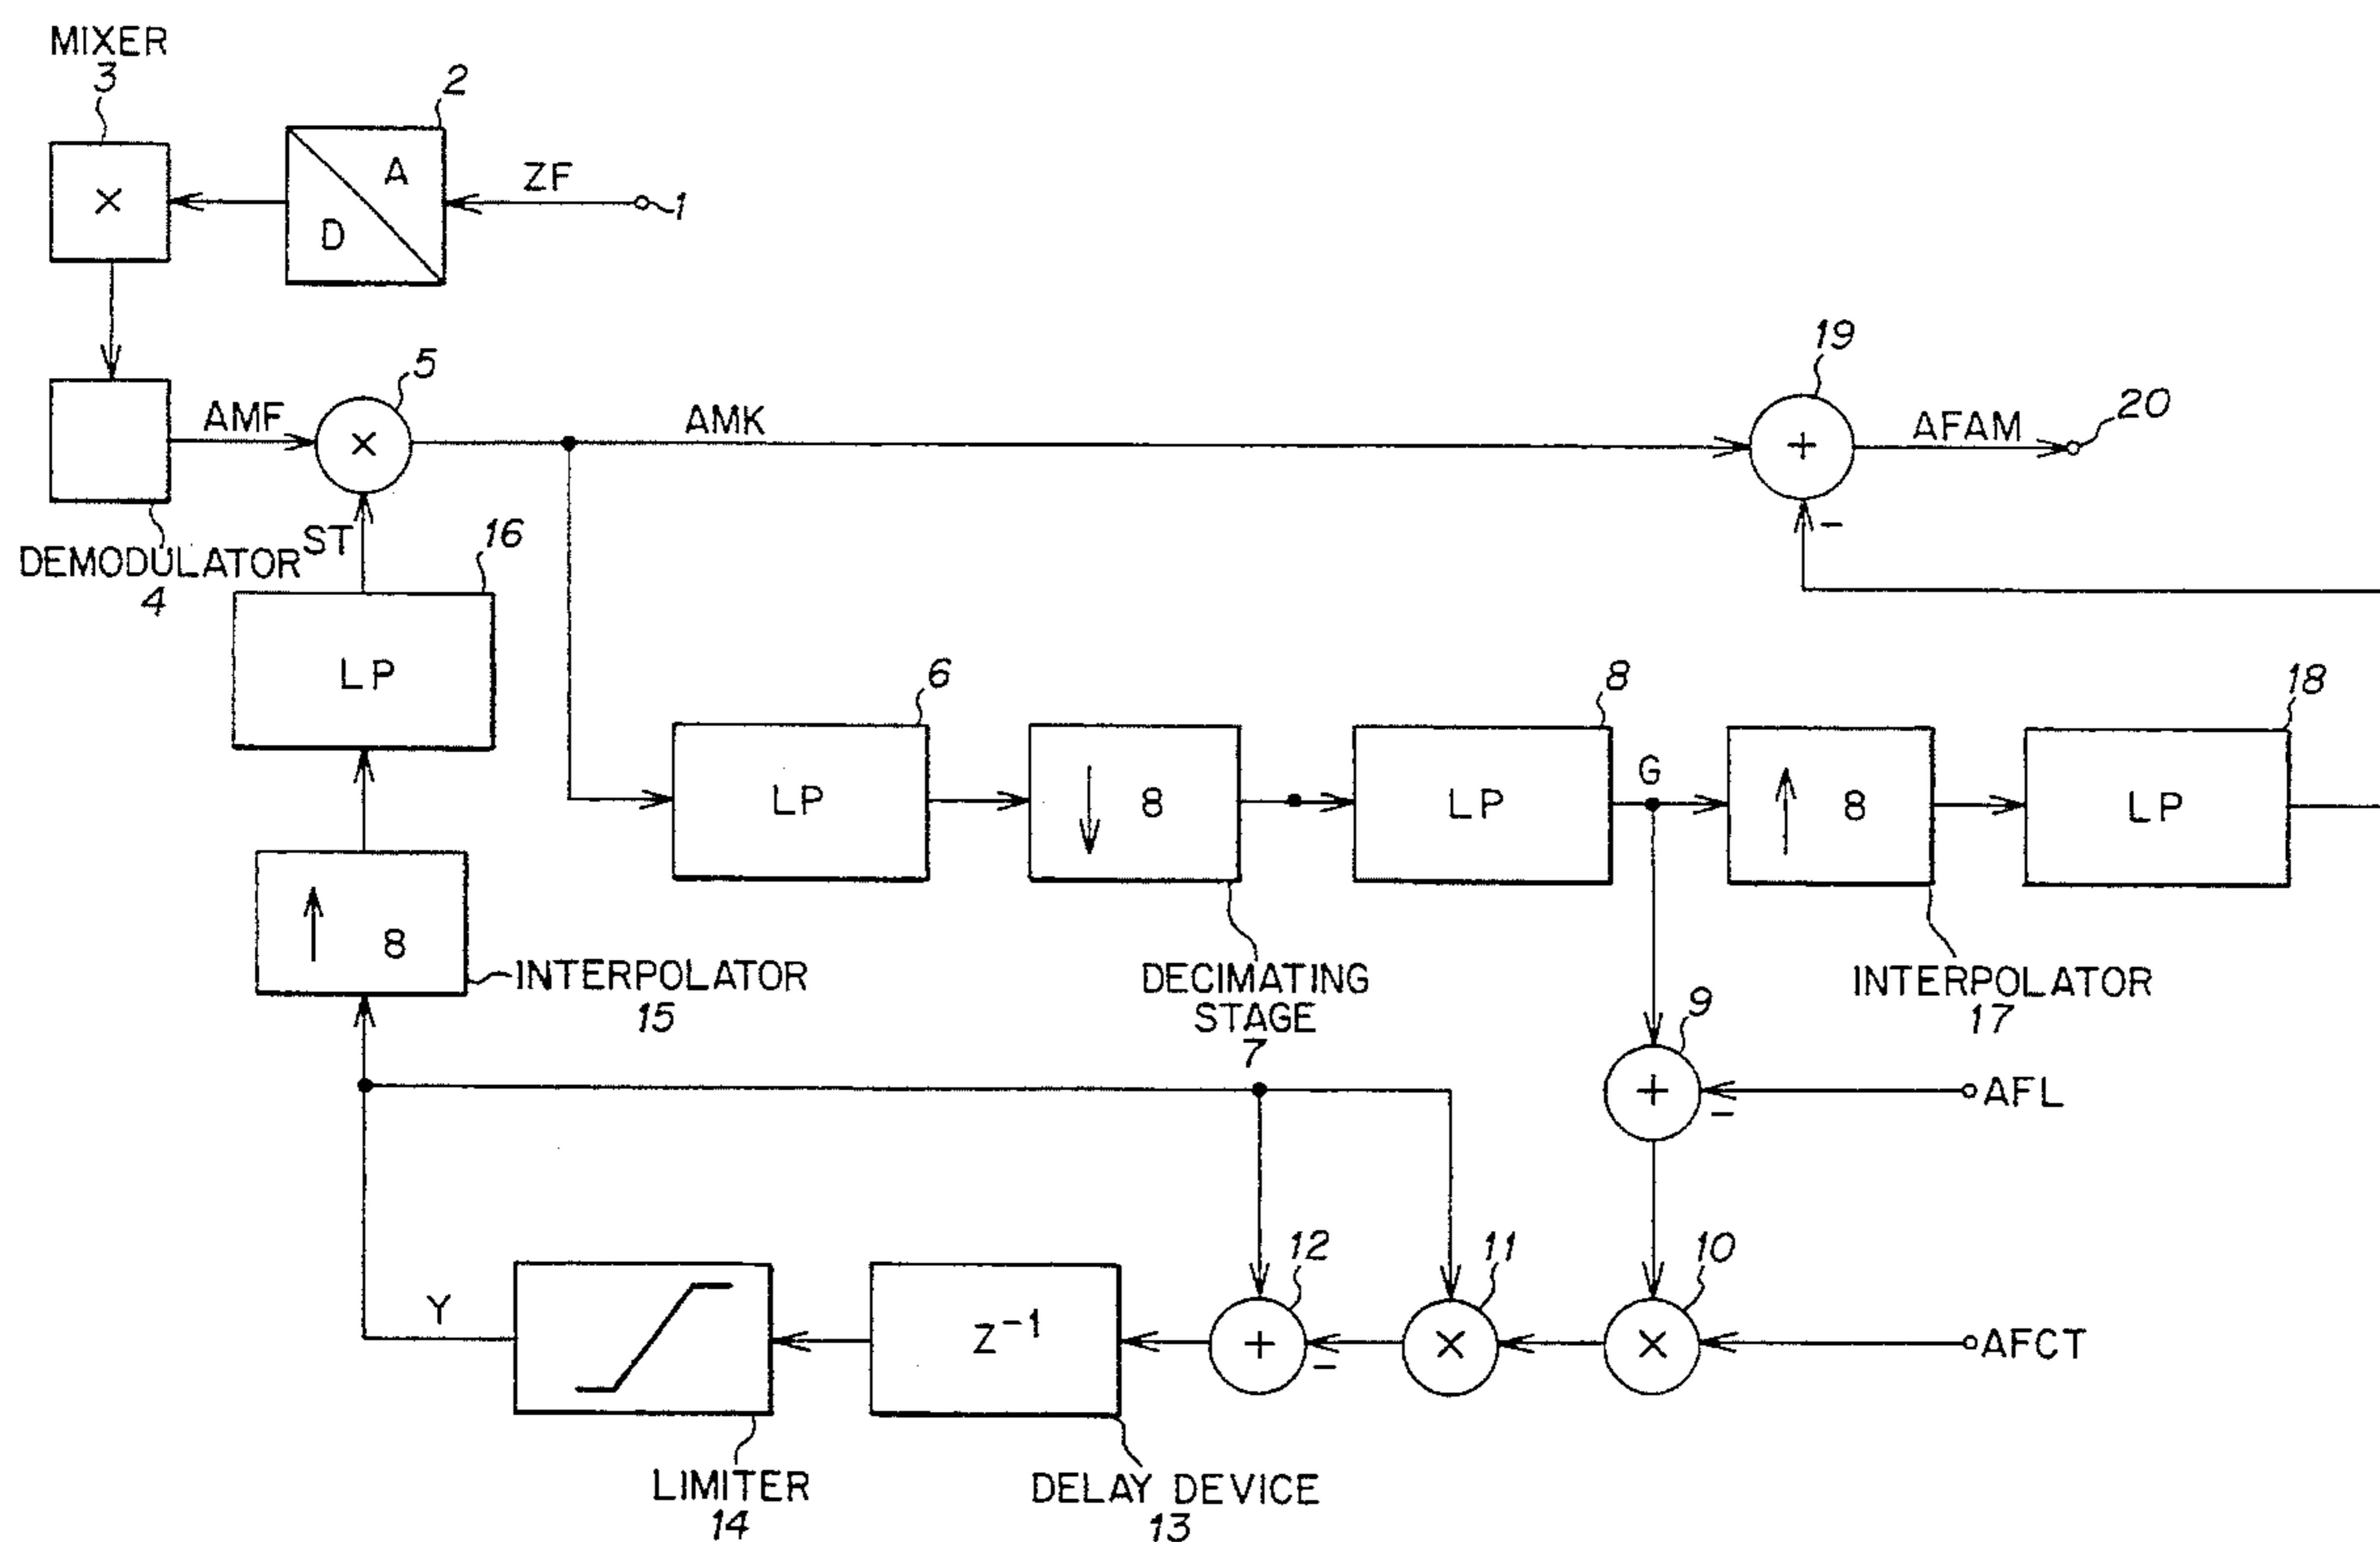 MIXER
3
2
A
D
X
ZF
1
5
19
20
AMF
X
AMK
+
AFAM
ST
16
-
DEMODULATOR
4
LP
6
8
18
LP
↓ 8
LP
G
↑ 8
LP
↑ 8
INTERPOLATOR
15
DECIMATING
STAGE
7
INTERPOLATOR
17
9
+
-
AFL
12
11
10
Y
Z⁻¹
+
-
X
X
AFCT
LIMITER
14
DELAY DEVICE
13